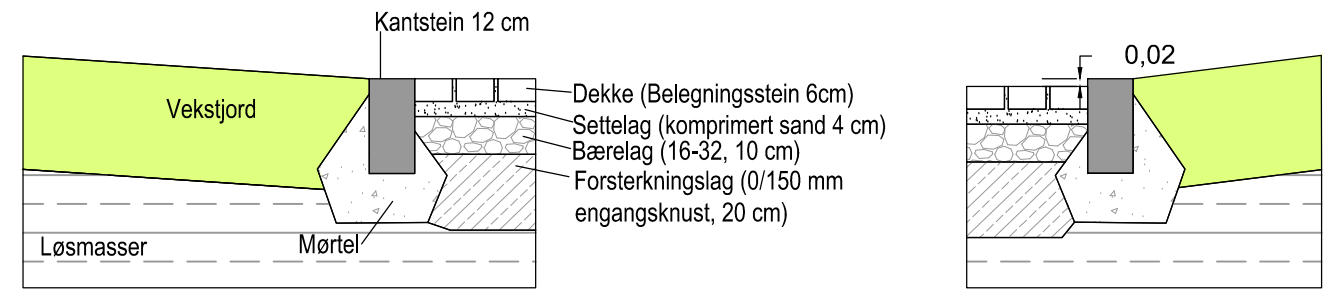 Kantstein 12 cm
0,02
Vekstjord
Dekke (Belegningsstein 6cm)
Settelag (komprimert sand 4 cm)
Bærelag (16-32, 10 cm)
Forsterkningslag (0/150 mm
engangsknust, 20 cm)
Løsmasser
Mørtel